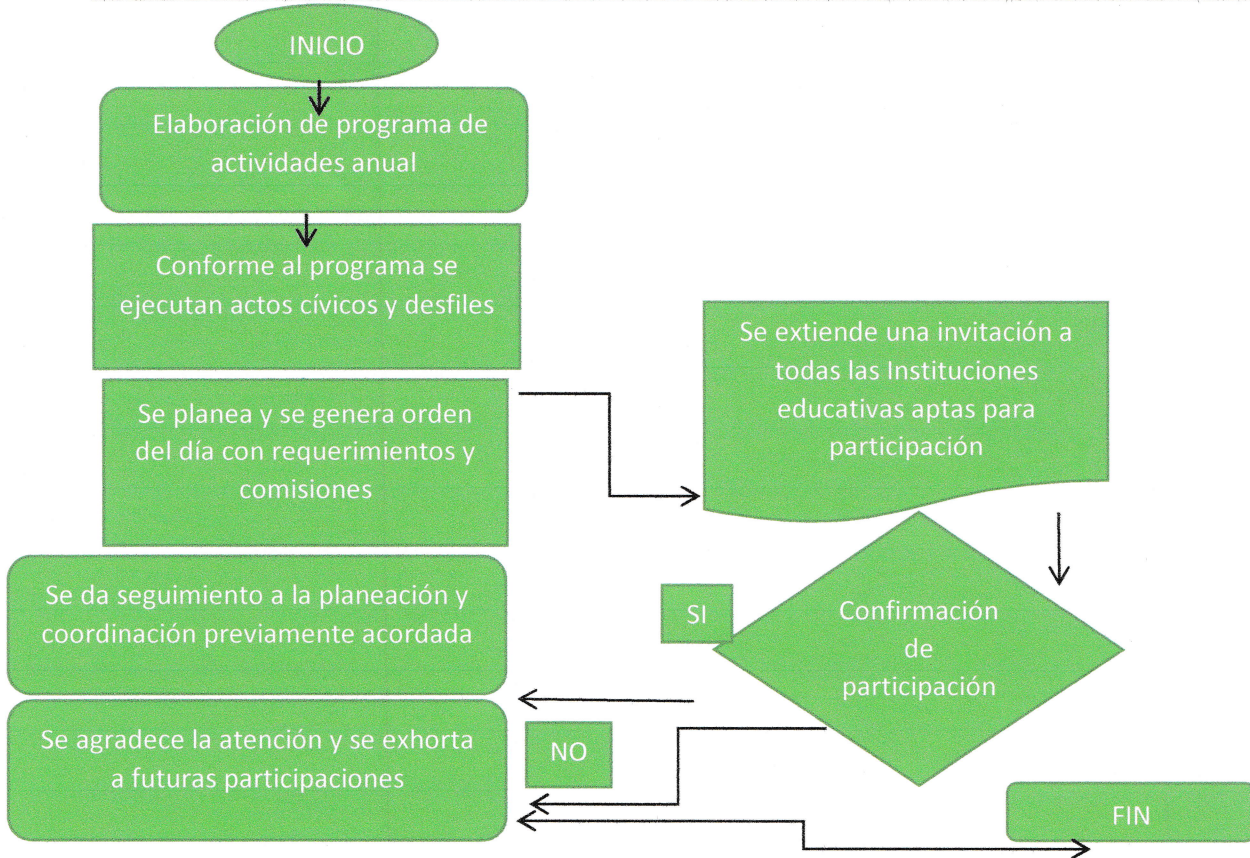 INICIO
Elaboración de programa de
actividades anual
Conforme al programa se
ejecutan actos cívicos y desfiles
Se planea y se genera orden
del día con requerimientos y
comisiones
Se extiende una invitación a
todas las Instituciones
educativas aptas para
participación
Confirmación
de
participación
SI
Se da seguimiento a la planeación y
coordinación previamente acordada
NO
Se agradece la atención y se exhorta
a futuras participaciones
FIN